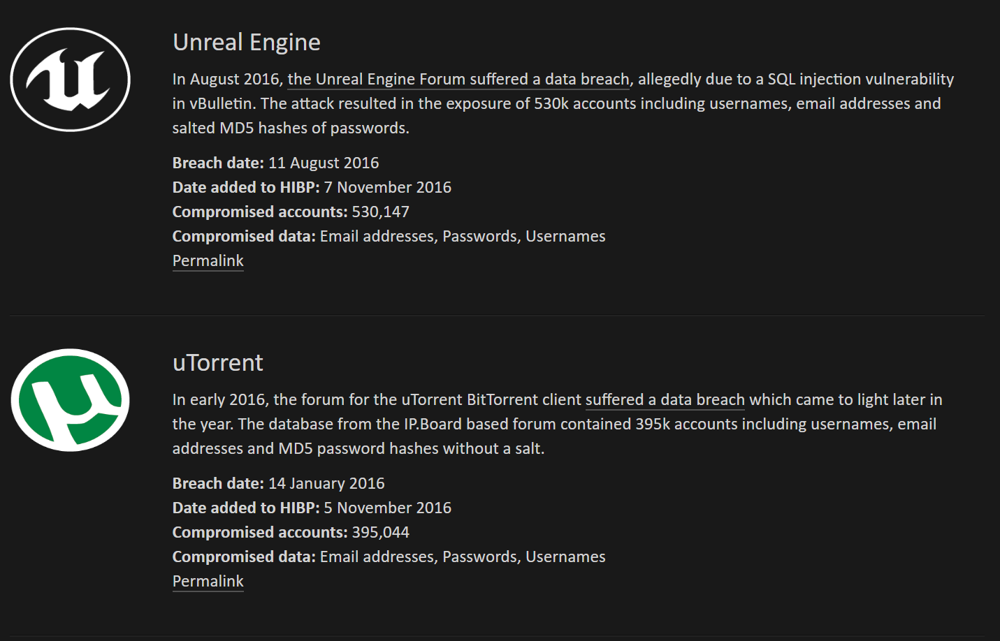 Unreal Engine
In August 2016, the Unreal Engine Forum suffered a data breach, allegedly due to a SQL injection vulnerability
in vBulletin. The attack resulted in the exposure of 530k accounts including usernames, email addresses and
salted MD5 hashes of passwords.
Breach date: 11 August 2016
Date added to HIBP: 7 November 2016
Compromised accounts: 530,147
Compromised data: Email addresses, Passwords, Usernames
Permalink
uTorrent
In early 2016, the forum for the uTorrent BitTorrent client suffered a data breach which came to light later in
the year. The database from the IP.Board based forum contained 395k accounts including usernames, email
addresses and MD5 password hashes without a salt.
Breach date: 14 January 2016
Date added to HIBP: 5 November 2016
Compromised accounts: 395,044
Compromised data: Email addresses, Passwords, Usernames
Permalink